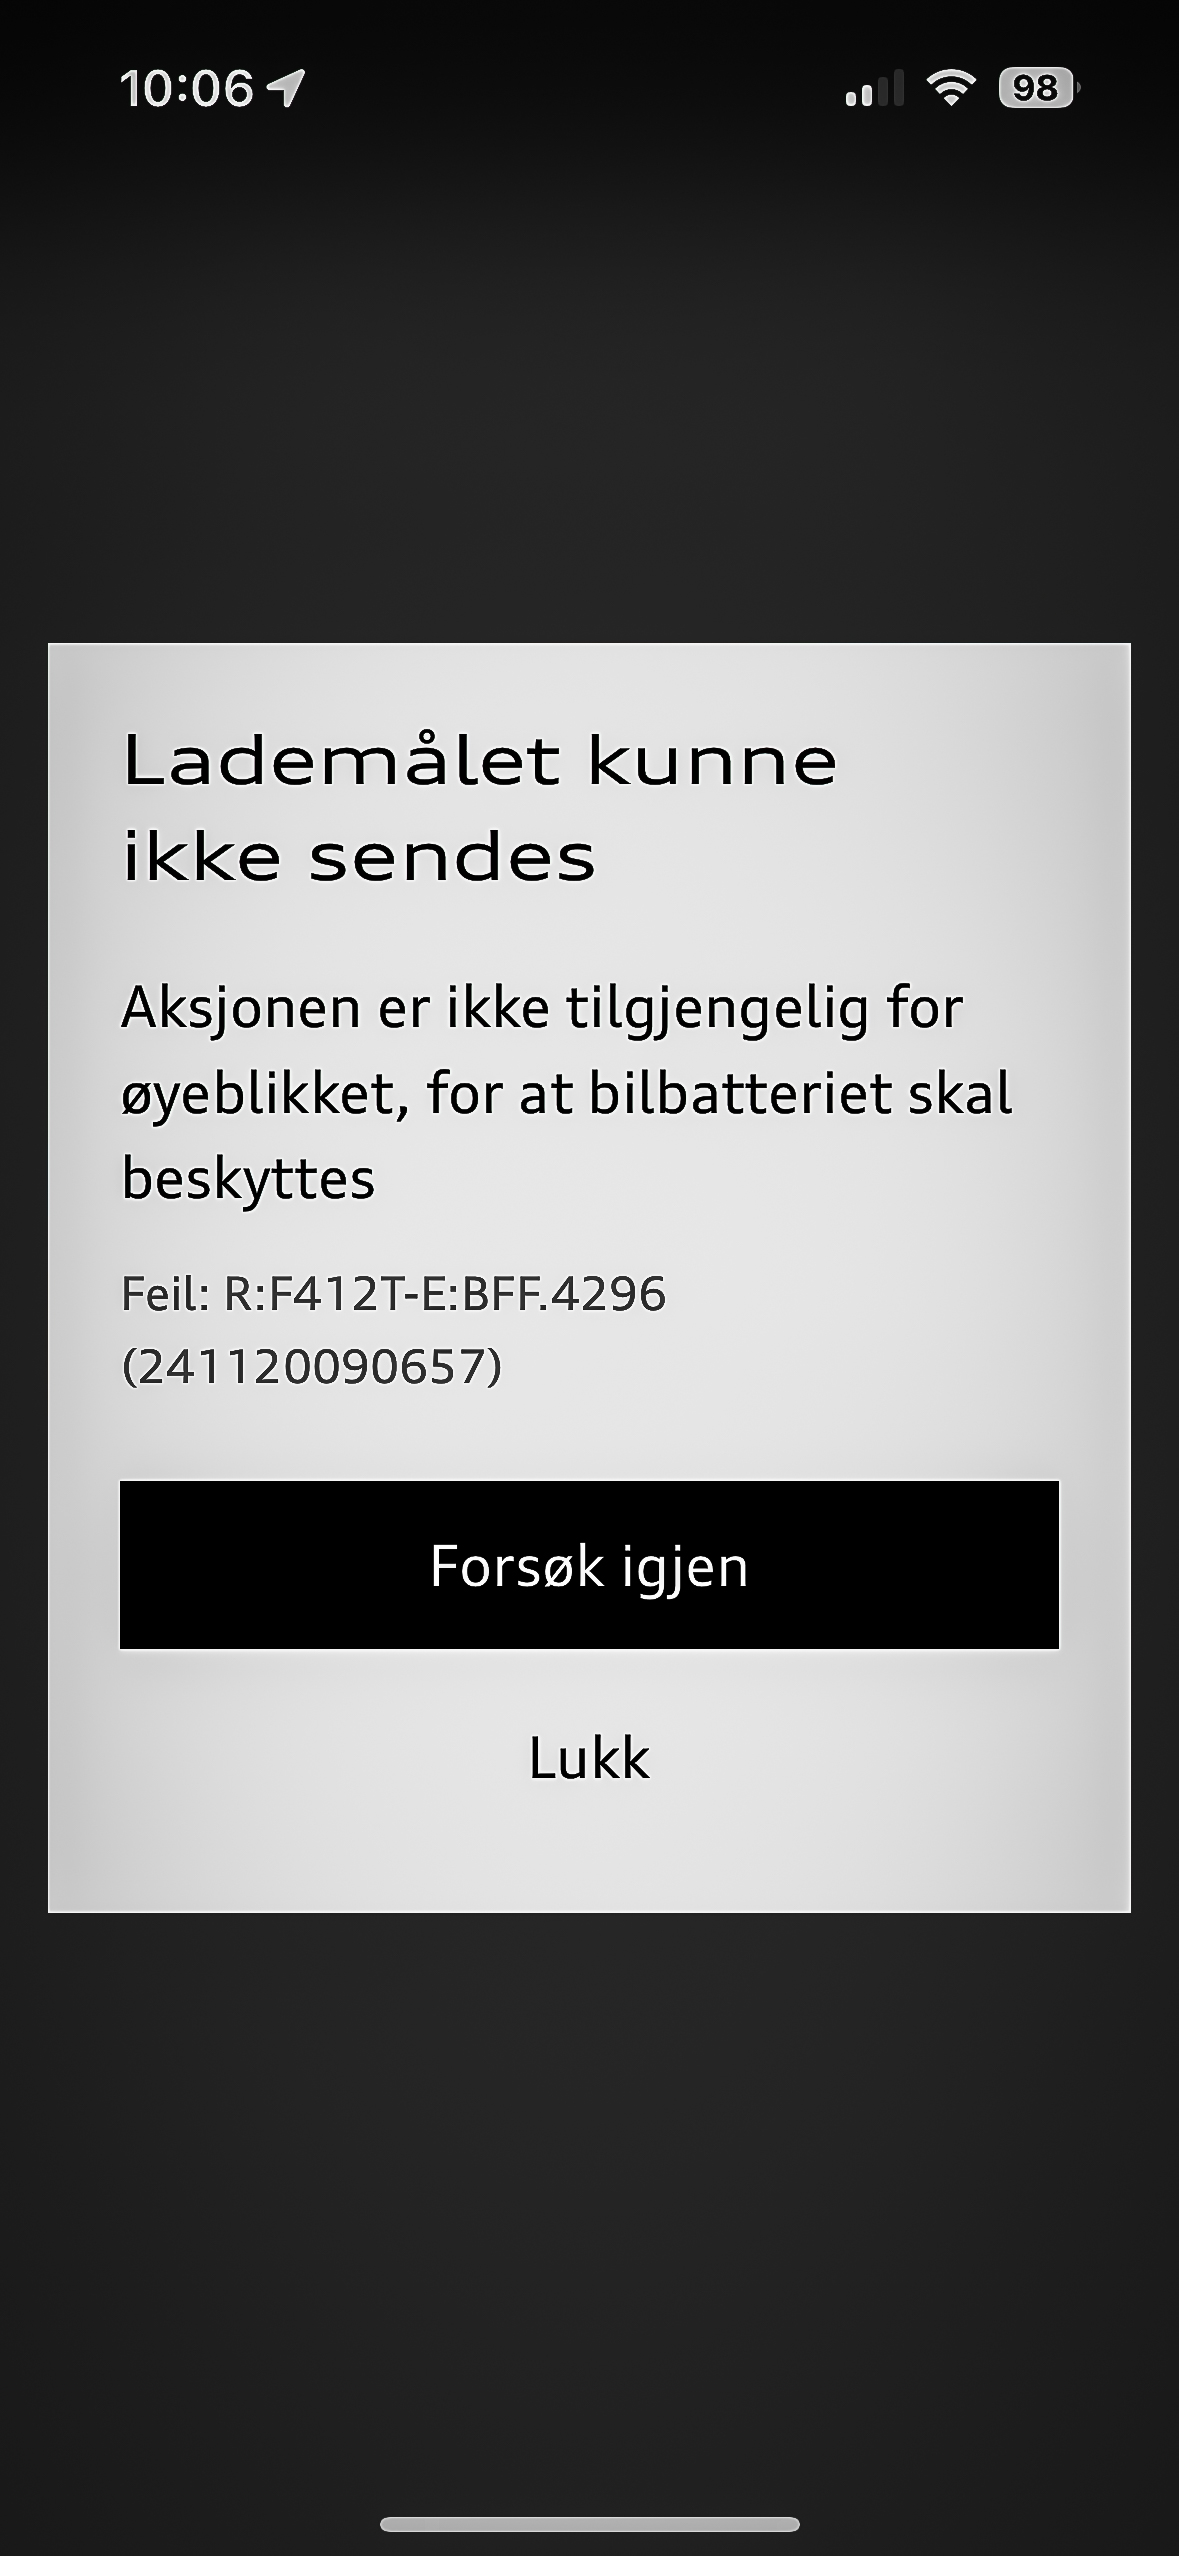 10:06
98
Lademålet kunne
ikke sendes
Aksjonen er ikke tilgjengelig for
øyeblikket, for at bilbatteriet skal
beskyttes
Feil: R:F412T-E:BFF.4296
(241120090657)
Forsøk igjen
Lukk